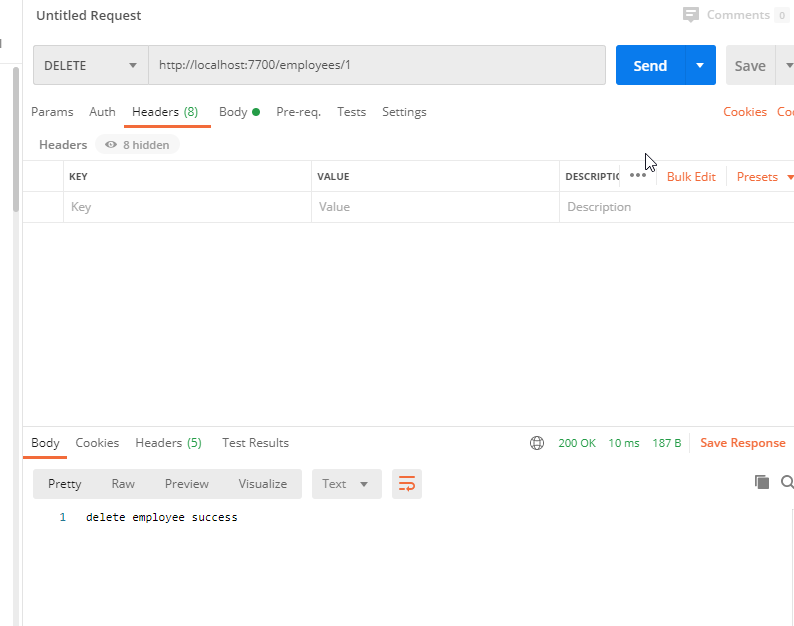 Untitled Request Comments 0
DELETE http://localhost:7700/employees/1 Send Save
Params Auth Headers (8) Body Pre-req. Tests Settings Cookies
Headers 8 hidden
KEY VALUE Bulk Edit Presets
Key Value Description
Body Cookies Headers (5) Test Results 200 OK 10 ms 187 B Save Response
Pretty Raw Preview Visualize Text
1 delete employee success